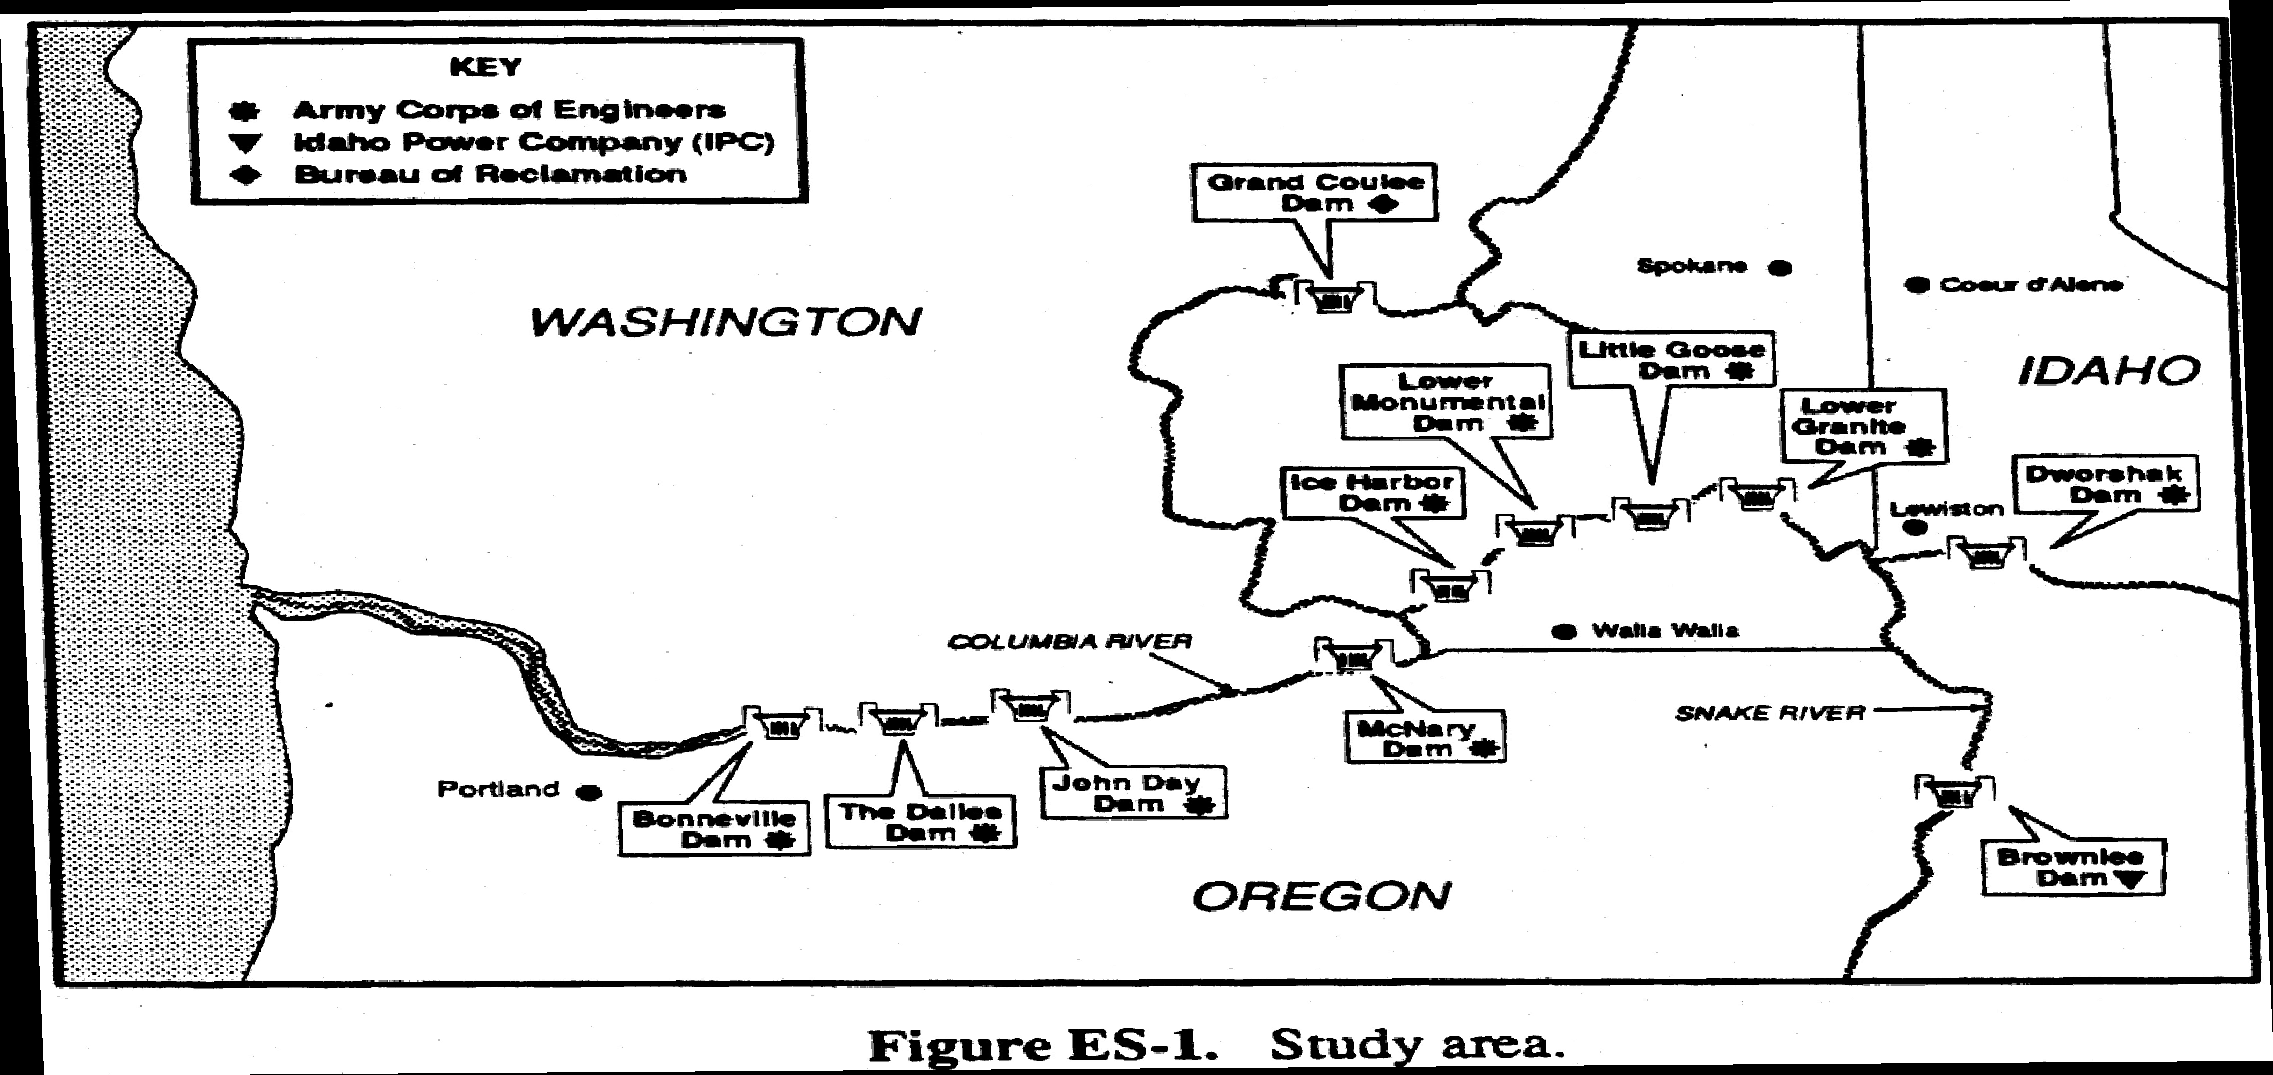 KEY
Army Corps of Engineers
Idaho Power Company (IPC)
Bureau of Reclamation
Grand Coulee
Dam
Spokane
Coeur d'Alene
WASHINGTON
IDAHO
Little Goose
Dam
Lower
Monumental
Dam
Lower
Granite
Dam
Ice Harbor
Dam
Dworshak
Dam
Lewiston
COLUMBIA RIVER
Walla Walla
SNAKE RIVER
McNary
Dam
Portland
Bonneville
Dam
The Dalles
Dam
John Day
Dam
Brownlee
Dam
OREGON
Figure ES-1. Study area.